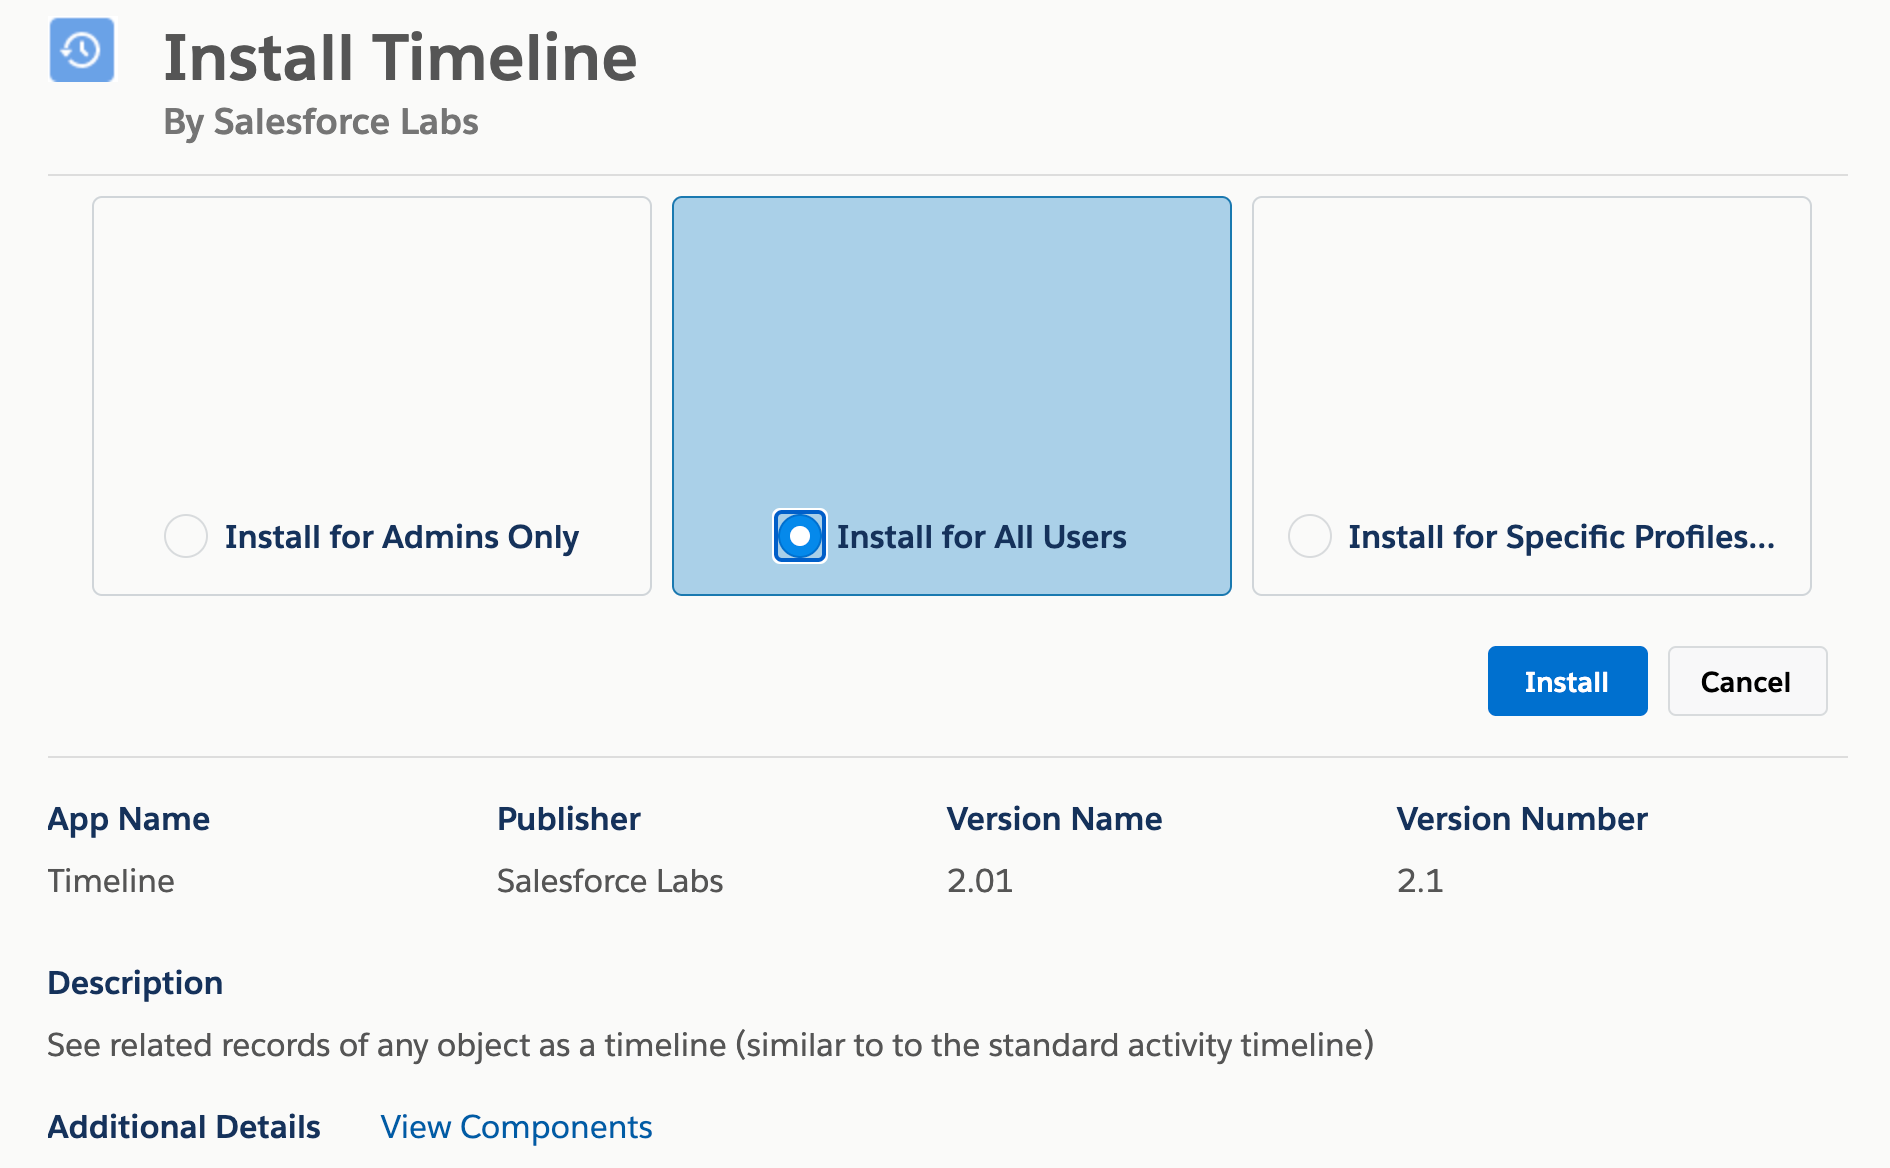 Install Timeline
By Salesforce Labs
Install for Admins Only
Install for All Users
Install for Specific Profiles...
Install
Cancel
App Name
Publisher
Version Name
Version Number
Timeline
Salesforce Labs
2.01
2.1
Description
See related records of any object as a timeline (similar to to the standard activity timeline)
Additional Details
View Components